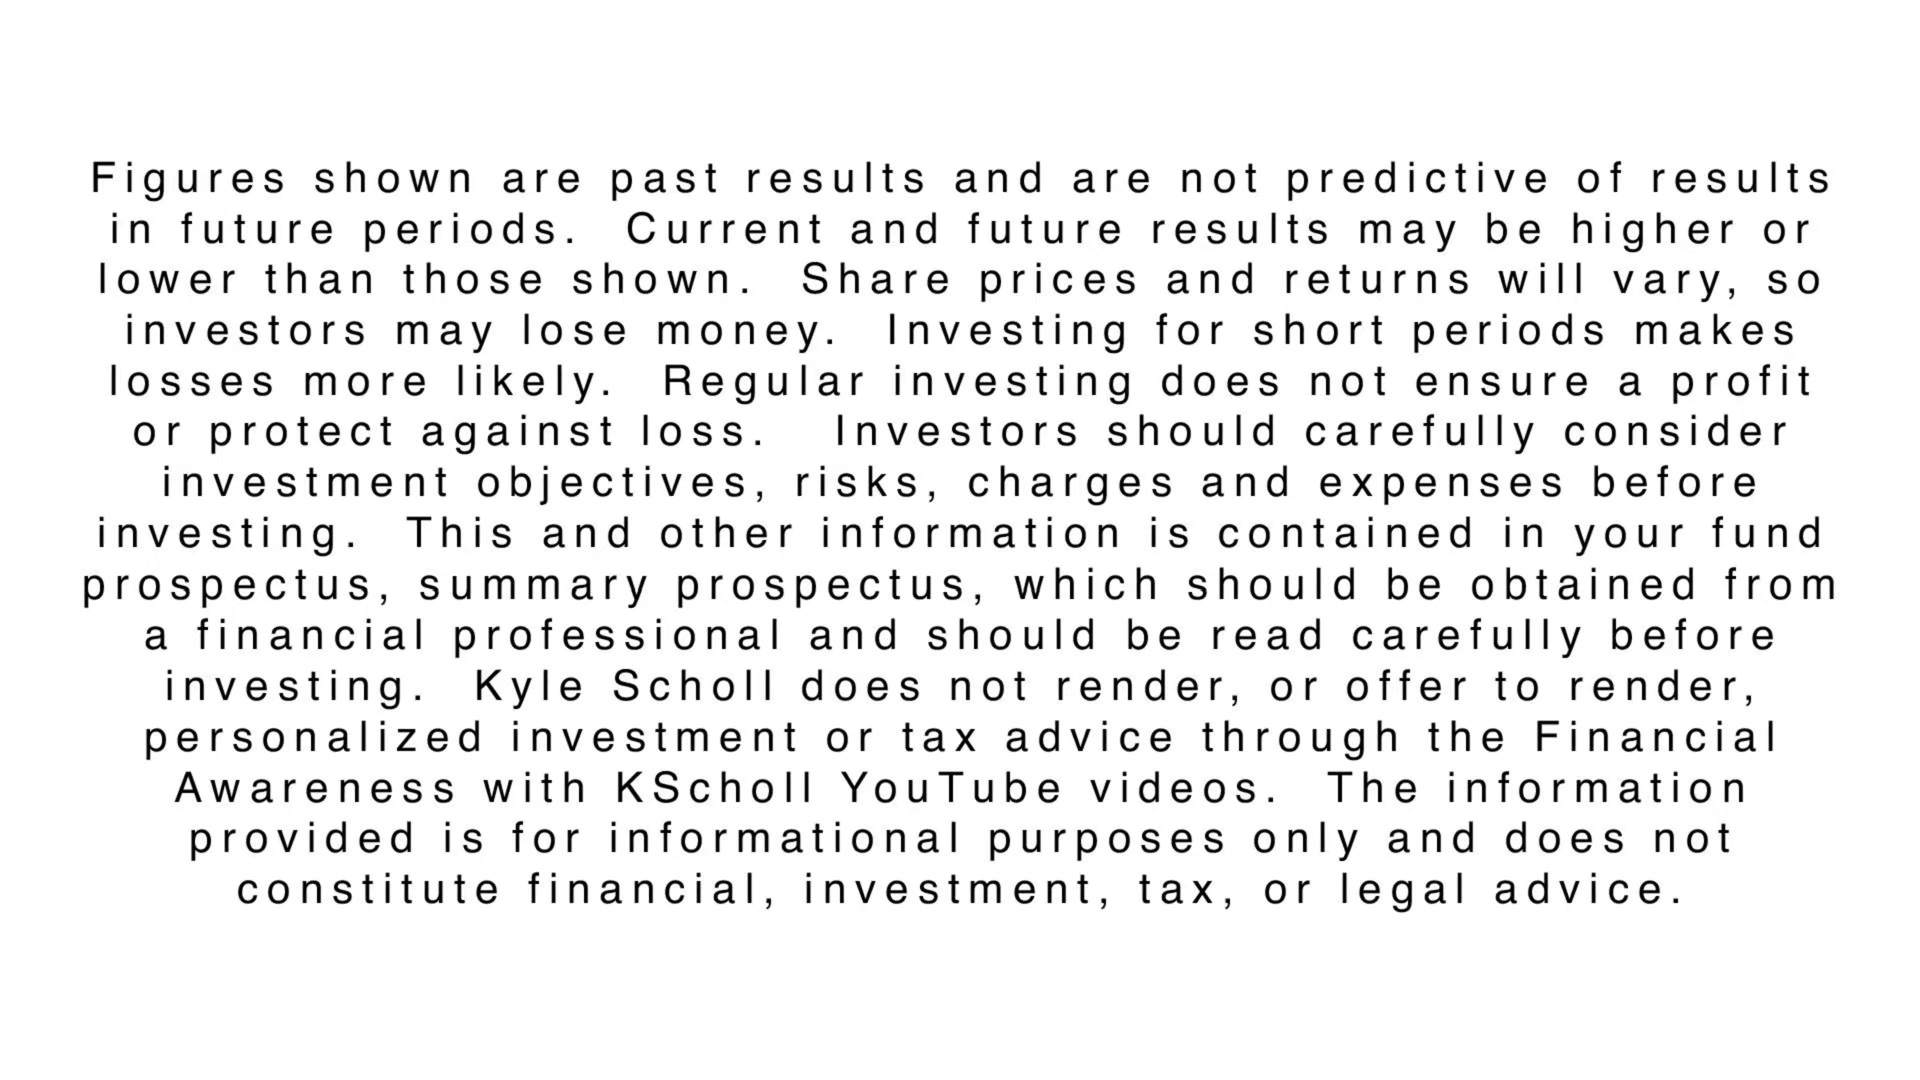 Figures shown are past results and are not predictive of results
in future periods.  Current and future results may be higher or
lower than those shown.  Share prices and returns will vary, so
investors may lose money.  Investing for short periods makes
losses more likely.  Regular investing does not ensure a profit
or protect against loss.   Investors should carefully consider
investment objectives, risks, charges and expenses before
investing.  This and other information is contained in your fund
prospectus, summary prospectus, which should be obtained from
a financial professional and should be read carefully before
investing.  Kyle Scholl does not render, or offer to render,
personalized investment or tax advice through the Financial
Awareness with KScholl YouTube videos.  The information
provided is for informational purposes only and does not
constitute financial, investment, tax, or legal advice.